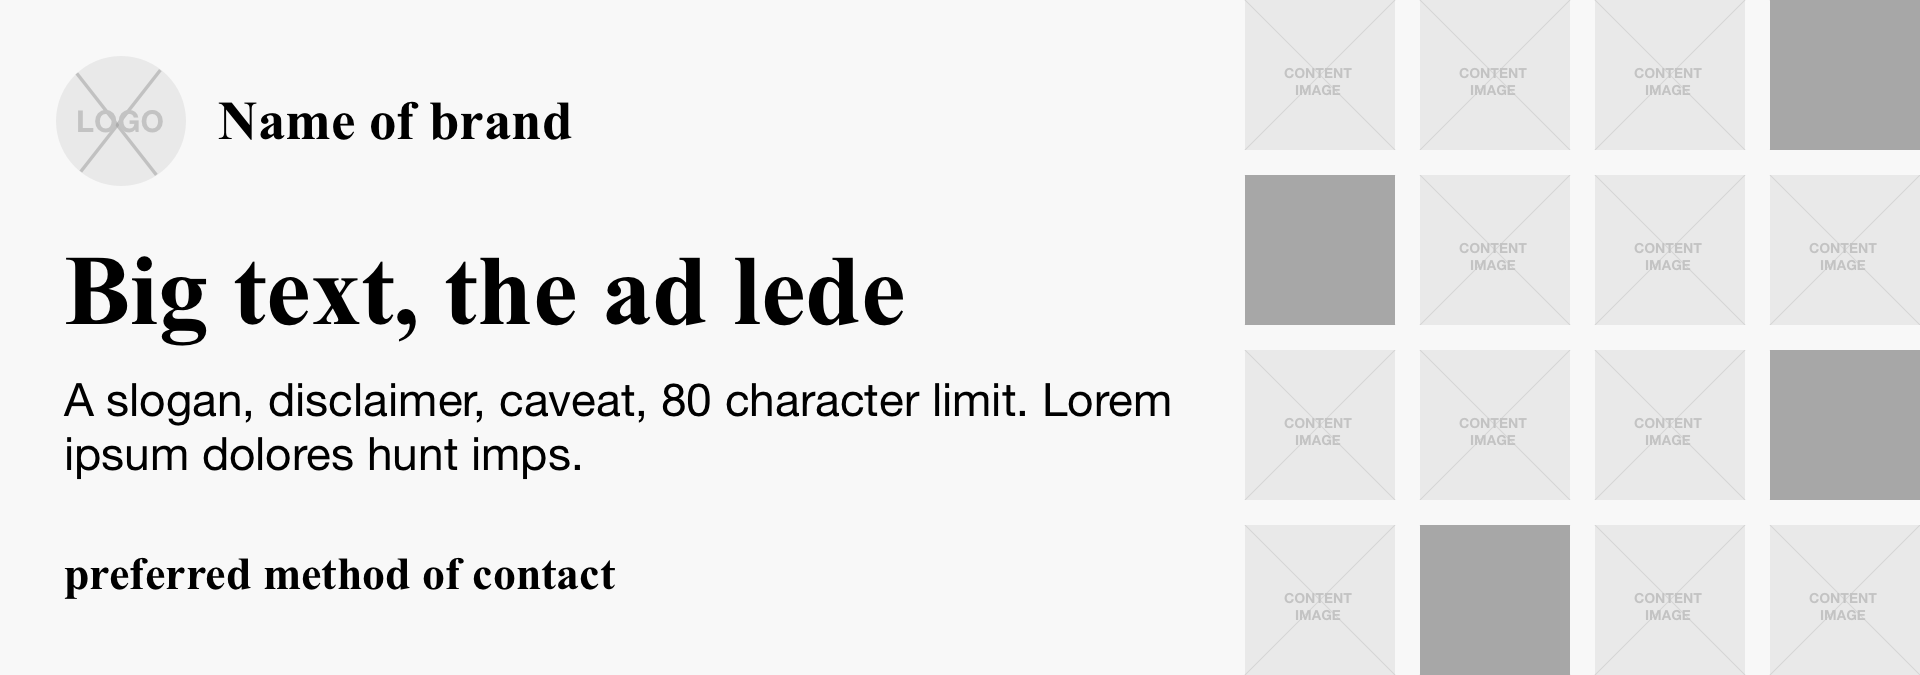 LOGO
Name of brand
Big text, the ad lede
A slogan, disclaimer, caveat, 80 character limit. Lorem
ipsum dolores hunt imps.
preferred method of contact
CONTENT
IMAGE
CONTENT
IMAGE
CONTENT
IMAGE
CONTENT
IMAGE
CONTENT
IMAGE
CONTENT
IMAGE
CONTENT
IMAGE
CONTENT
IMAGE
CONTENT
IMAGE
CONTENT
IMAGE
CONTENT
IMAGE
CONTENT
IMAGE